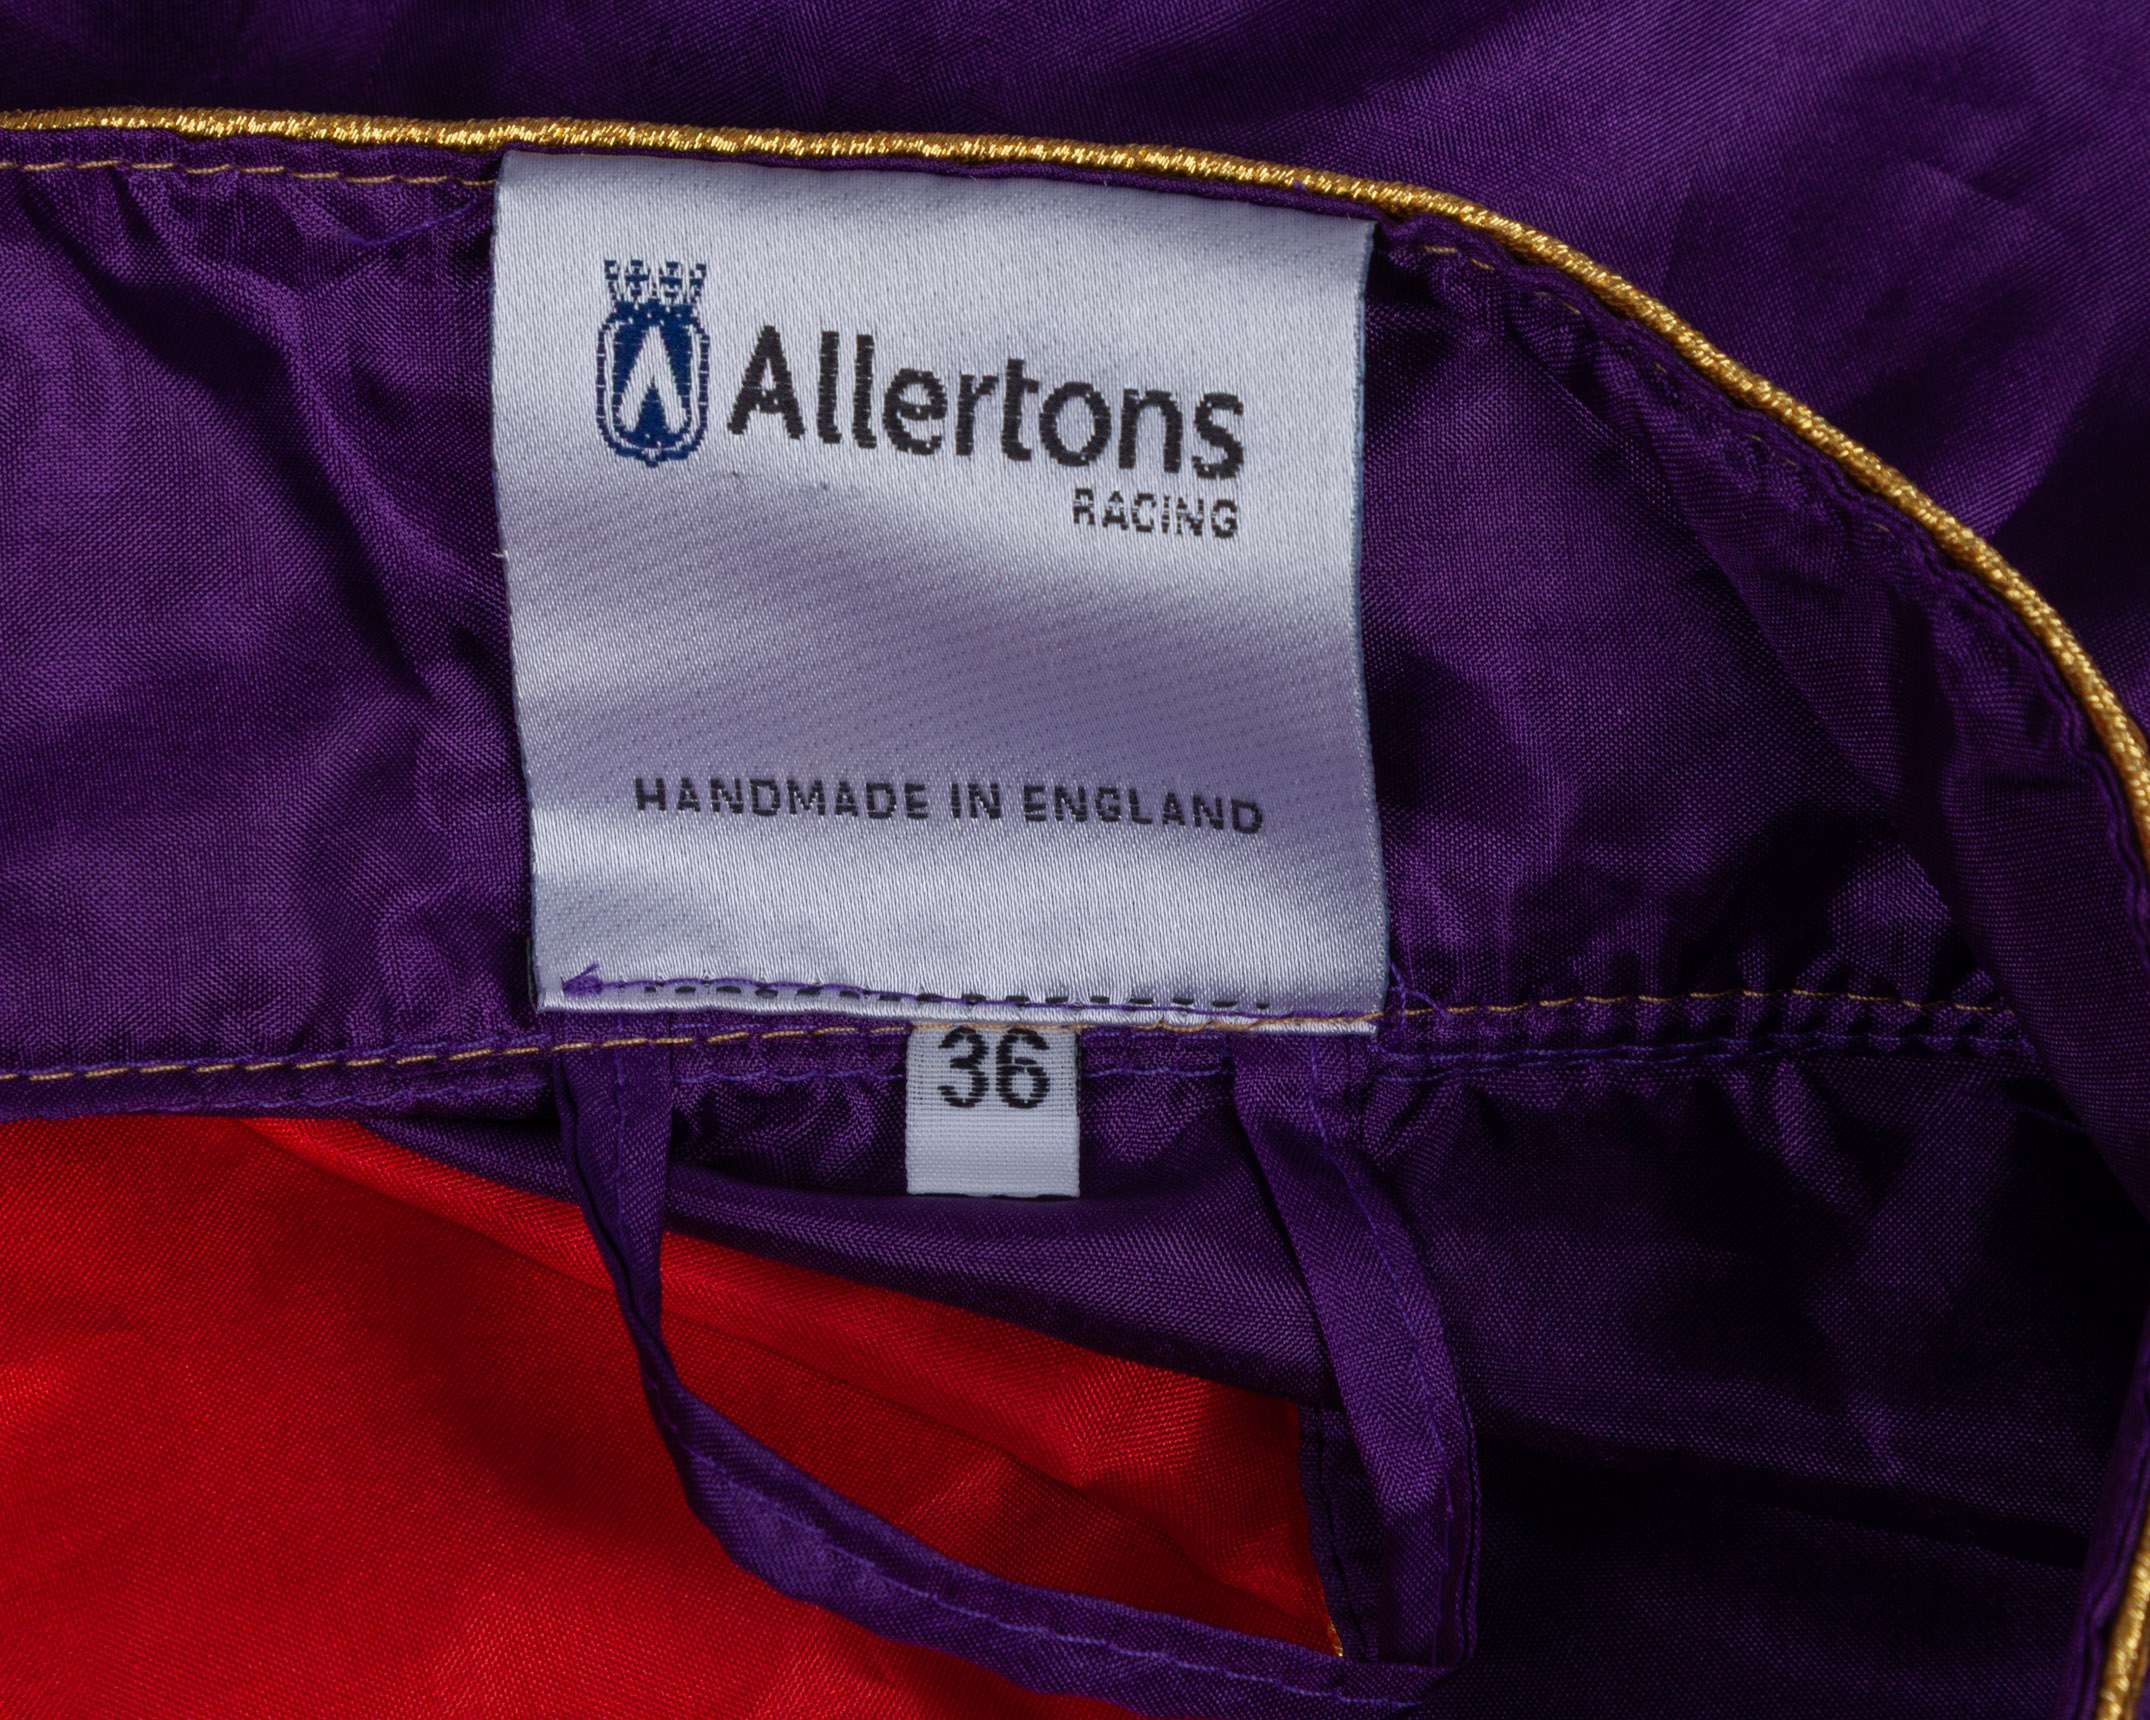 Allertons
RACING
HANDMADE IN ENGLAND
36